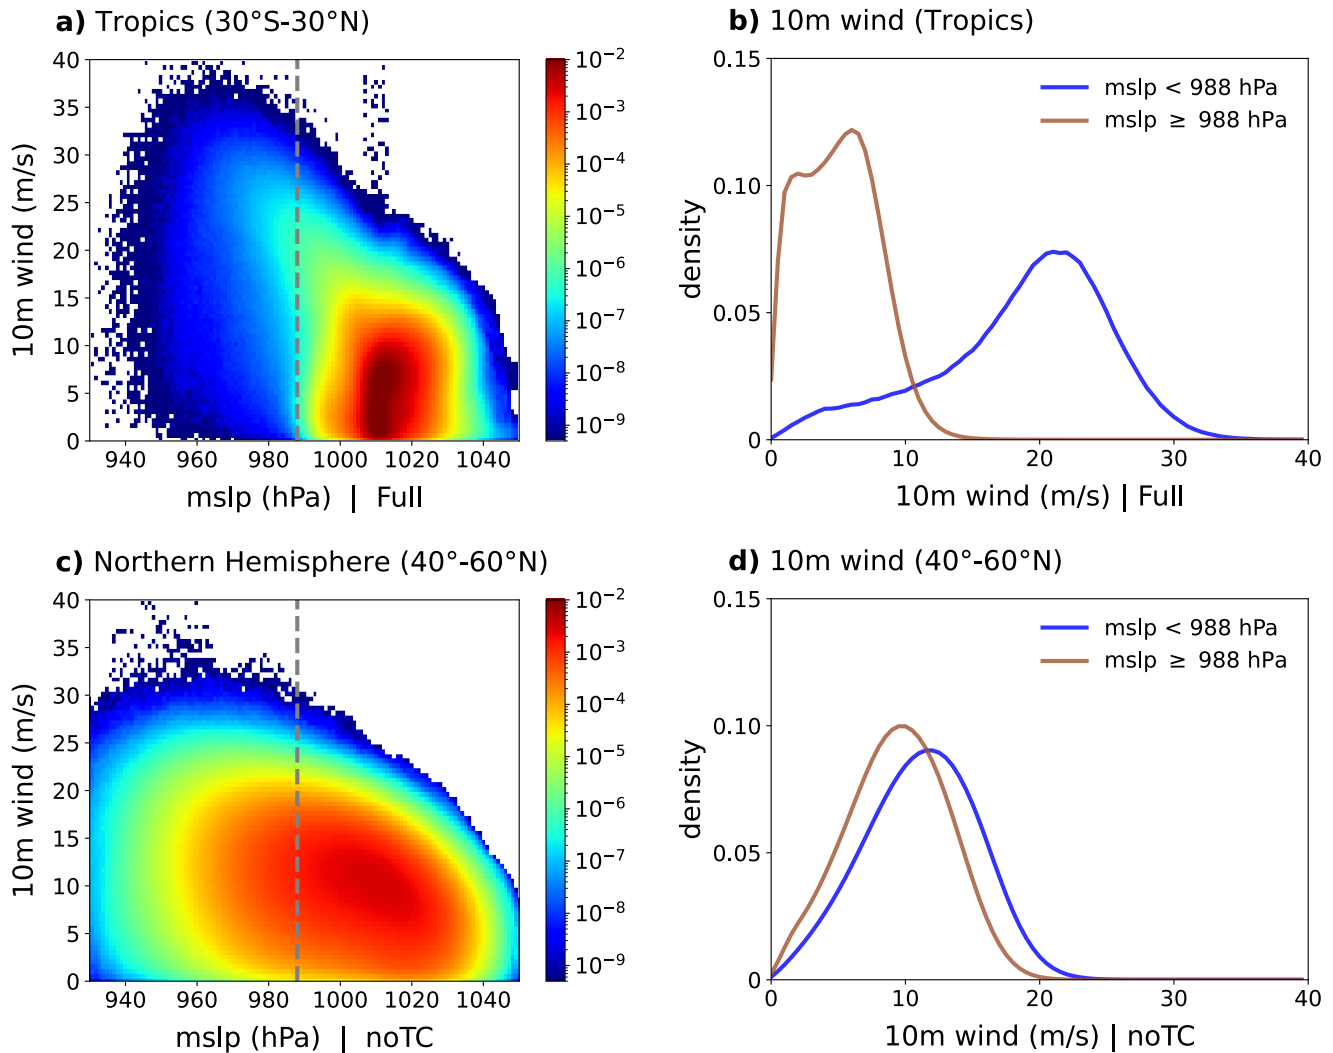 a) Tropics (30°S-30°N)
40
35
30
25
20
15
10
5
0
10m wind (m/s)
940 960 980 1000 1020 1040
mslp (hPa) | Full
10⁻²
10⁻³
10⁻⁴
10⁻⁵
10⁻⁶
10⁻⁷
10⁻⁸
10⁻⁹
b) 10m wind (Tropics)
0.15
0.10
0.05
0
density
mslp < 988 hPa
mslp ≥ 988 hPa
0 10 20 30 40
10m wind (m/s) | Full
c) Northern Hemisphere (40°-60°N)
40
35
30
25
20
15
10
5
0
10m wind (m/s)
940 960 980 1000 1020 1040
mslp (hPa) | noTC
10⁻²
10⁻³
10⁻⁴
10⁻⁵
10⁻⁶
10⁻⁷
10⁻⁸
10⁻⁹
d) 10m wind (40°-60°N)
0.15
0.10
0.05
0
density
mslp < 988 hPa
mslp ≥ 988 hPa
0 10 20 30 40
10m wind (m/s) | noTC